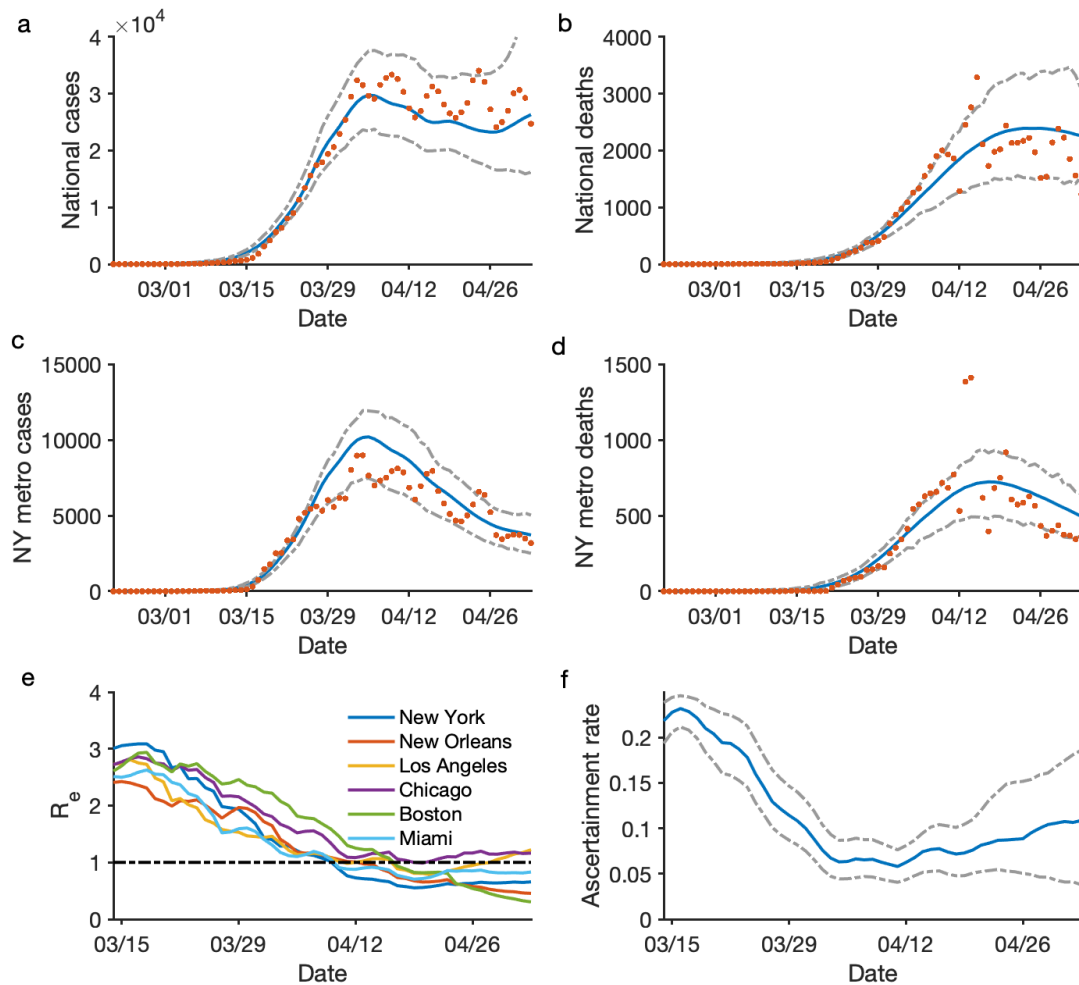 a
×10⁴
National cases
4
3
2
1
0
03/01 03/15 03/29 04/12 04/26
Date
b
National deaths
4000
3000
2000
1000
0
03/01 03/15 03/29 04/12 04/26
Date
c
NY metro cases
15000
10000
5000
0
03/01 03/15 03/29 04/12 04/26
Date
d
NY metro deaths
1500
1000
500
0
03/01 03/15 03/29 04/12 04/26
Date
e
Rₑ
4
3
2
1
0
New York
New Orleans
Los Angeles
Chicago
Boston
Miami
03/15 03/29 04/12 04/26
Date
f
Ascertainment rate
0.2
0.15
0.1
0.05
0
03/15 03/29 04/12 04/26
Date